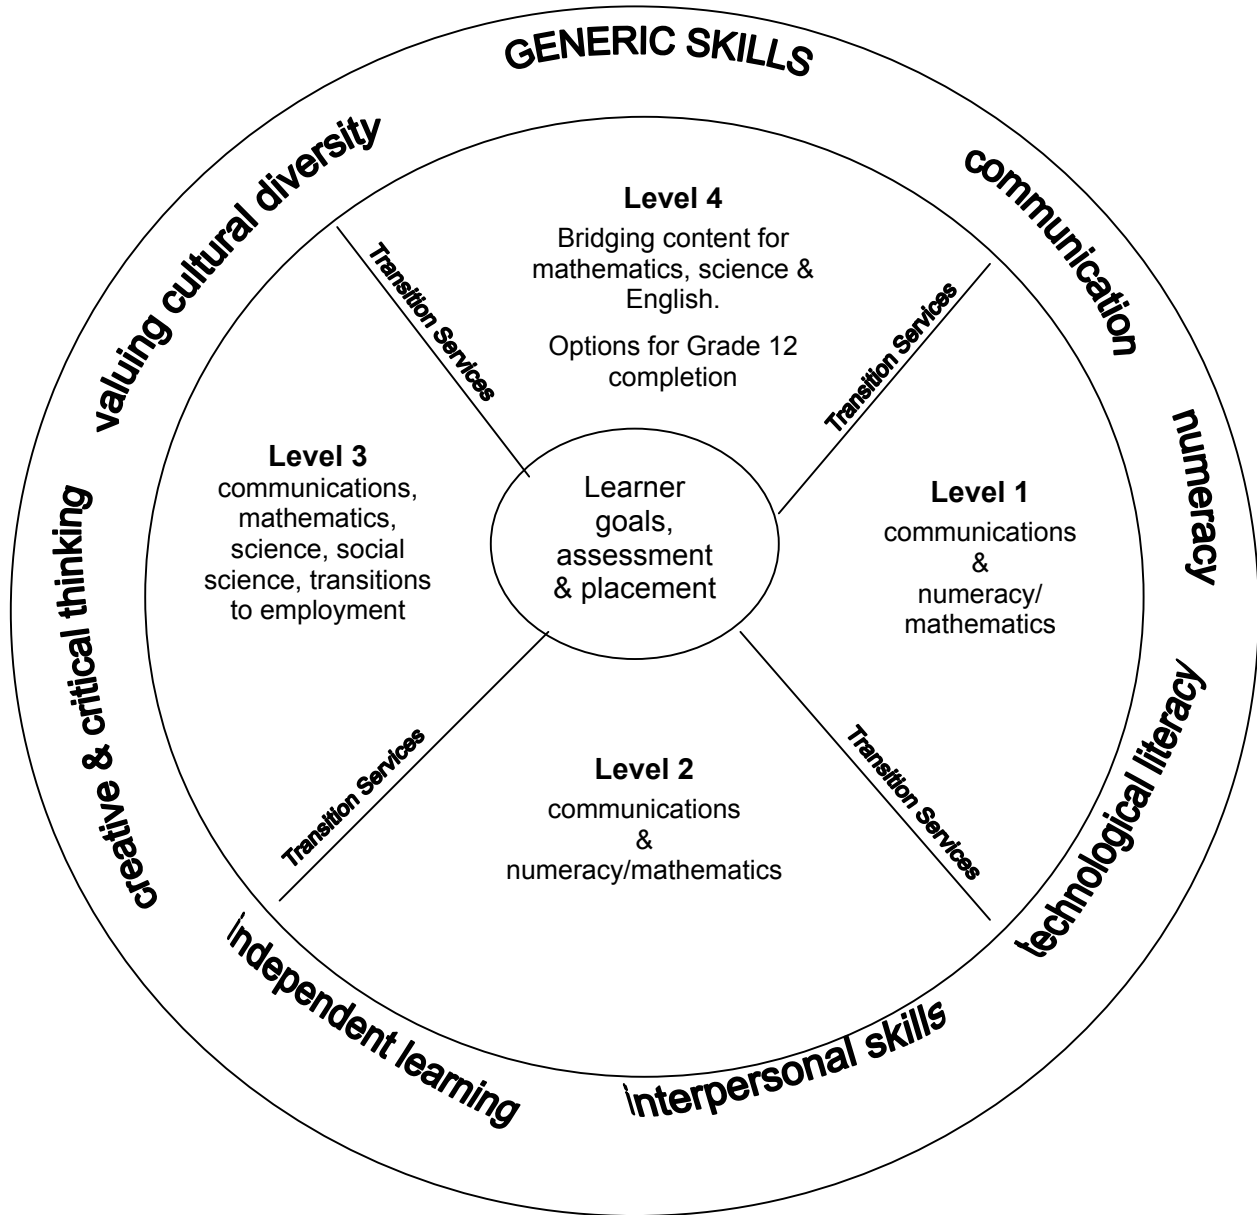 GENERIC SKILLS
communication
numeracy
technological literacy
interpersonal skills
independent learning
creative & critical thinking
valuing cultural diversity
Level 4
Bridging content for
mathematics, science &
English.
Options for Grade 12
completion
Transition Services
Level 1
communications
&
numeracy/
mathematics
Transition Services
Level 2
communications
&
numeracy/mathematics
Transition Services
Level 3
communications,
mathematics,
science, social
science, transitions
to employment
Transition Services
Learner
goals,
assessment
& placement